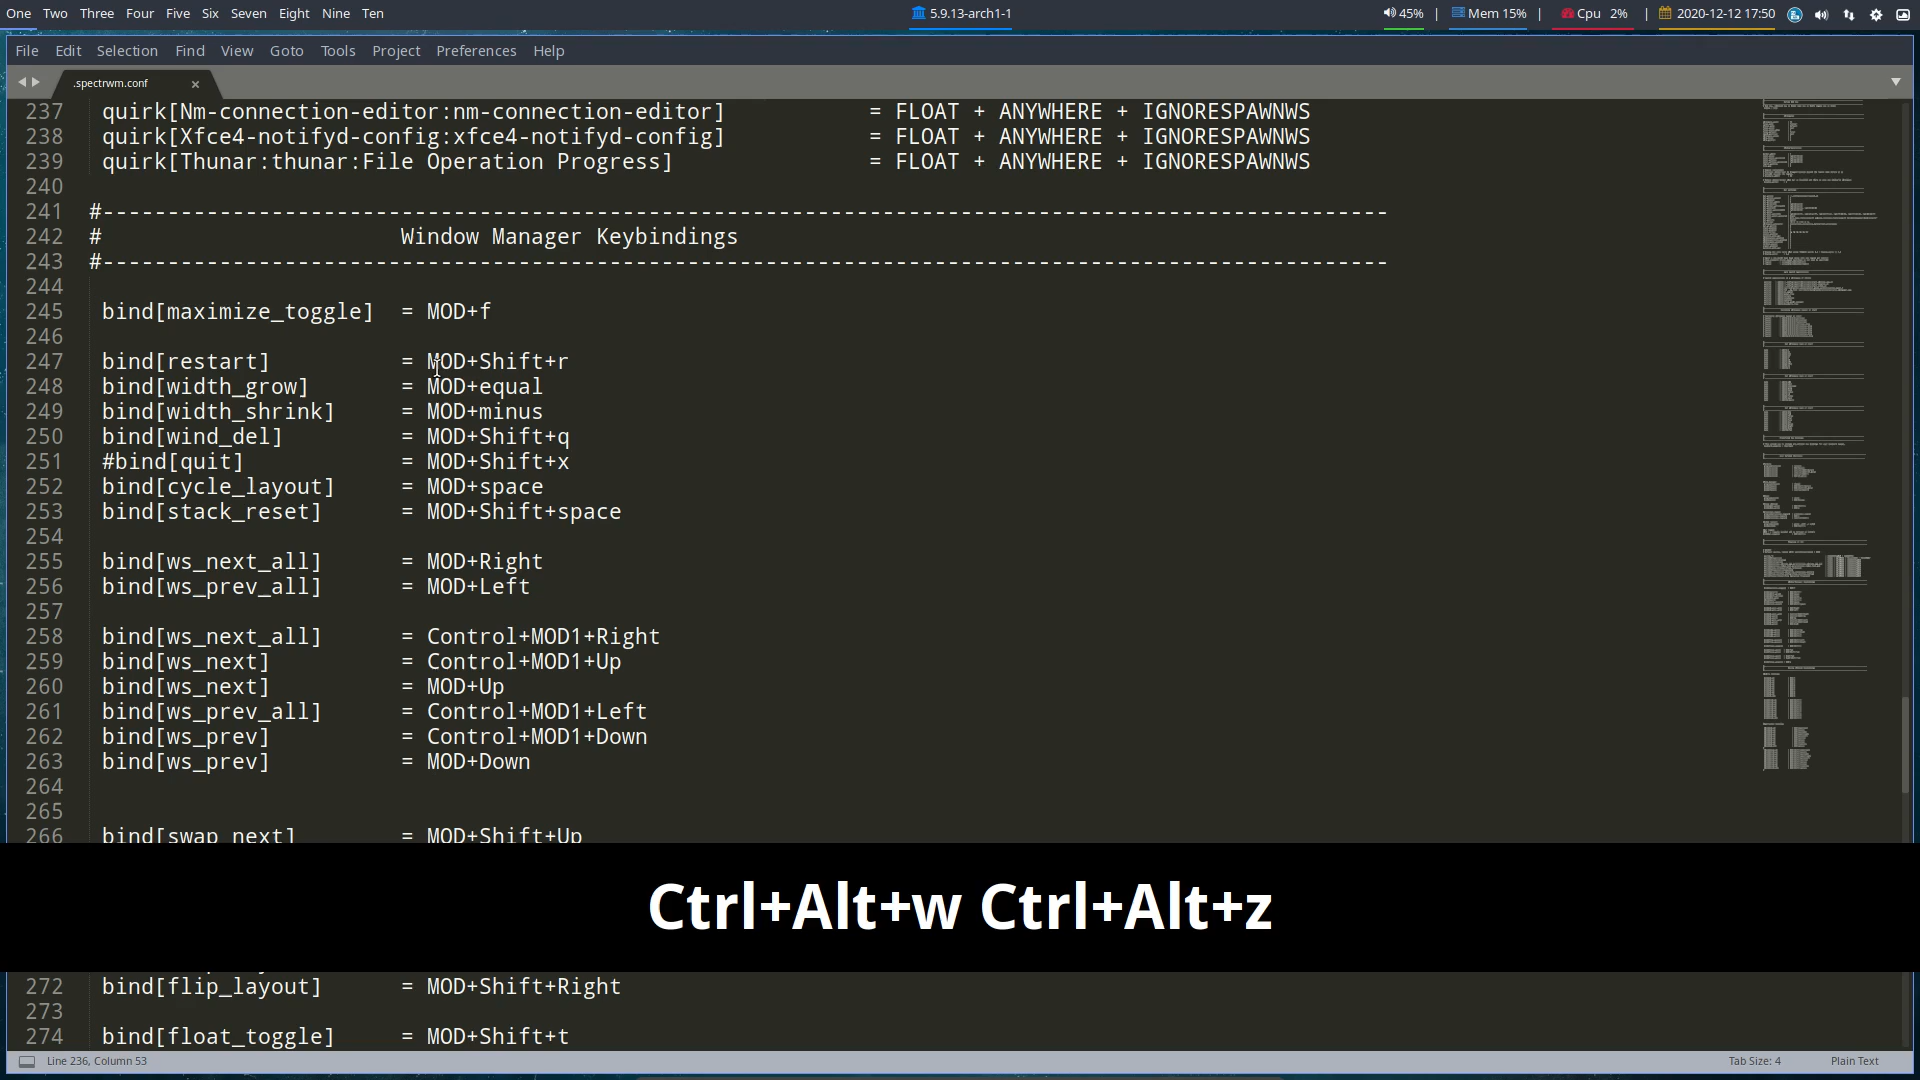 One Two Three Four Five Six Seven Eight Nine Ten 5.9.13-arch1-1 45% | Mem 15% | Cpu 2% | 2020-12-12 17:50
File Edit Selection Find View Goto Tools Project Preferences Help
.spectrwm.conf ×
237 quirk[Nm-connection-editor:nm-connection-editor] = FLOAT + ANYWHERE + IGNORESPAWNWS
238 quirk[Xfce4-notifyd-config:xfce4-notifyd-config] = FLOAT + ANYWHERE + IGNORESPAWNWS
239 quirk[Thunar:thunar:File Operation Progress] = FLOAT + ANYWHERE + IGNORESPAWNWS
240
241 #---------------------------------------------------------------------------------------------------
242 # Window Manager Keybindings
243 #---------------------------------------------------------------------------------------------------
244
245 bind[maximize_toggle] = MOD+f
246
247 bind[restart] = MOD+Shift+r
248 bind[width_grow] = MOD+equal
249 bind[width_shrink] = MOD+minus
250 bind[wind_del] = MOD+Shift+q
251 #bind[quit] = MOD+Shift+x
252 bind[cycle_layout] = MOD+space
253 bind[stack_reset] = MOD+Shift+space
254
255 bind[ws_next_all] = MOD+Right
256 bind[ws_prev_all] = MOD+Left
257
258 bind[ws_next_all] = Control+MOD1+Right
259 bind[ws_next] = Control+MOD1+Up
260 bind[ws_next] = MOD+Up
261 bind[ws_prev_all] = Control+MOD1+Left
262 bind[ws_prev] = Control+MOD1+Down
263 bind[ws_prev] = MOD+Down
264
265
266 bind[swap_next] = MOD+Shift+Up
Ctrl+Alt+w Ctrl+Alt+z
272 bind[flip_layout] = MOD+Shift+Right
273
274 bind[float_toggle] = MOD+Shift+t
Line 236, Column 53 Tab Size: 4 Plain Text